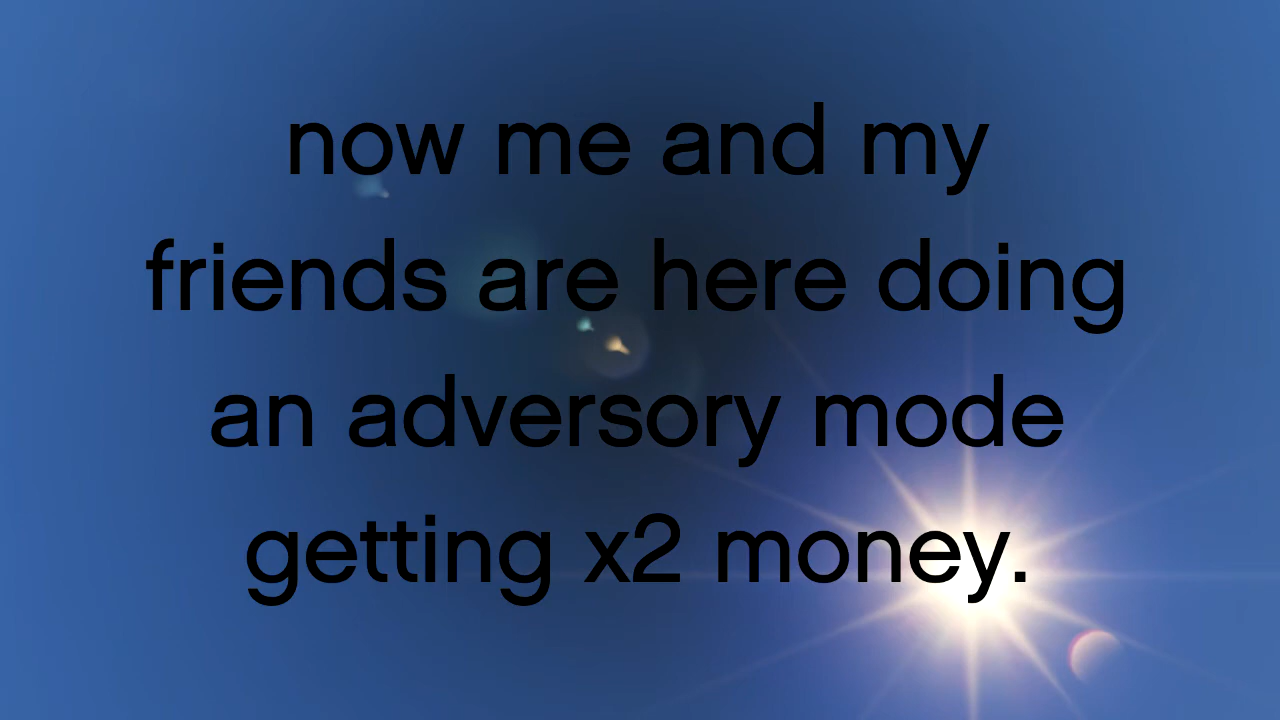 now me and my
friends are here doing
an adversory mode
getting x2 money.